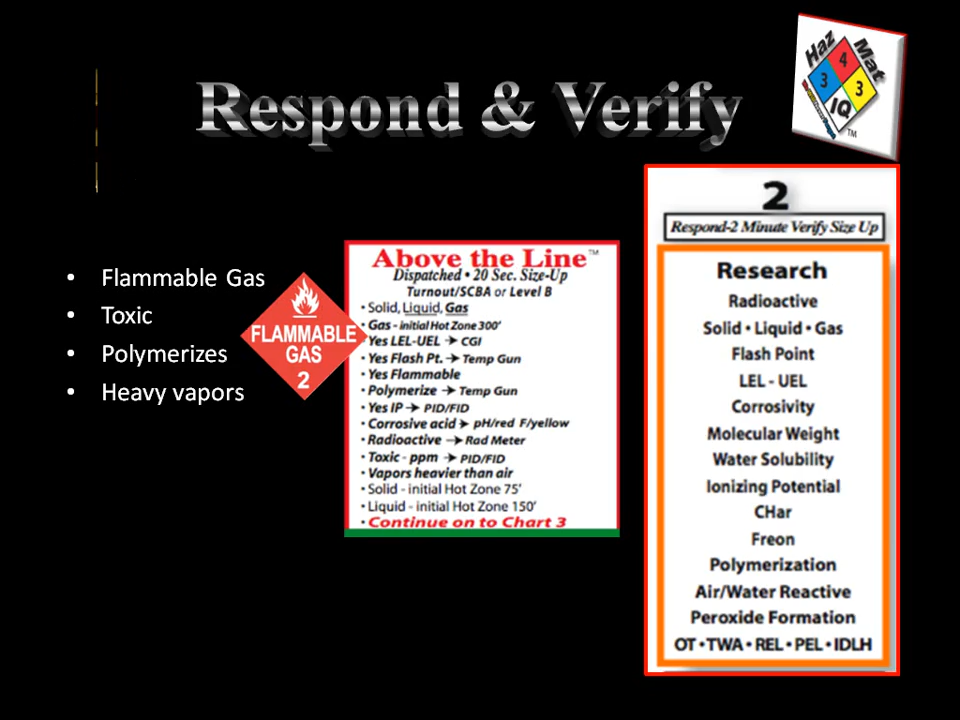 Respond & Verify
Haz Mat
4
3
3
IQ
TM
• Flammable Gas
• Toxic
• Polymerizes
• Heavy vapors
FLAMMABLE
GAS
2
Above the Line™
Dispatched • 20 Sec. Size-Up
Turnout/SCBA or Level B
• Solid, Liquid, Gas
• Gas - initial Hot Zone 300'
• Yes LEL-UEL → CGI
• Yes Flash Pt. → Temp Gun
• Yes Flammable
• Polymerize → Temp Gun
• Yes IP → PID/FID
• Corrosive acid → pH/red F/yellow
• Radioactive → Rad Meter
• Toxic - ppm → PID/FID
• Vapors heavier than air
• Solid - initial Hot Zone 75'
• Liquid - initial Hot Zone 150'
• Continue on to Chart 3
2
Respond-2 Minute Verify Size Up
Research
Radioactive
Solid • Liquid • Gas
Flash Point
LEL - UEL
Corrosivity
Molecular Weight
Water Solubility
Ionizing Potential
CHar
Freon
Polymerization
Air/Water Reactive
Peroxide Formation
OT • TWA • REL • PEL • IDLH